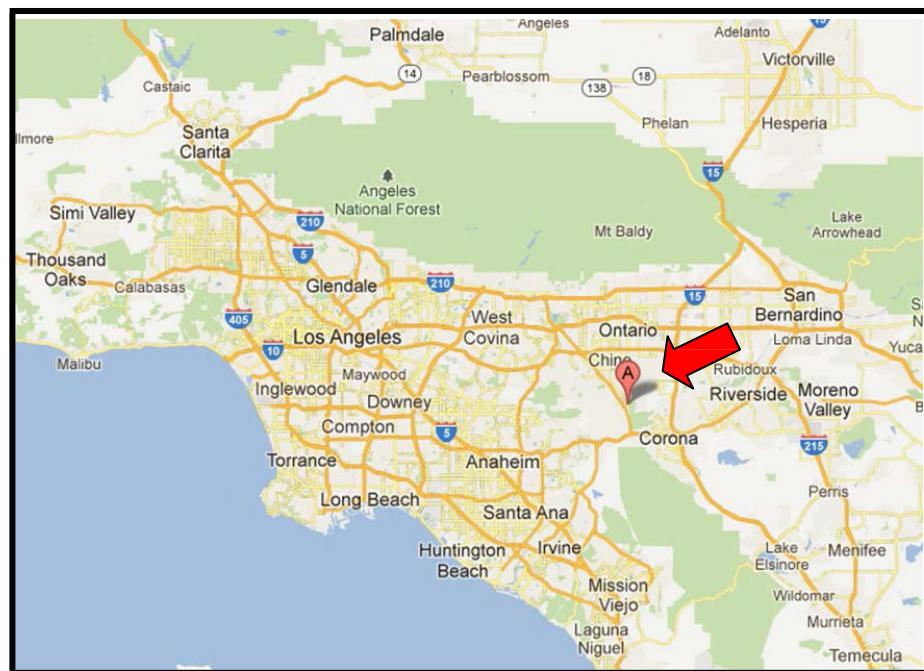 Angeles
Adelanto
15
Palmdale
Victorville
14
Pearblossom
18
138
Castaic
Phelan
Hesperia
Santa
Clarita
15
Angeles
National Forest
Simi Valley
210
Mt Baldy
Lake
Arrowhead
5
Thousand
Oaks
Calabasas
Glendale
210
15
San
Bernardino
405
West
Covina
Ontario
Los Angeles
Loma Linda
Yuca
10
Malibu
Chino
Maywood
A
Rubidoux
Inglewood
Downey
Riverside
Moreno
Valley
Compton
5
Corona
215
Torrance
Anaheim
Long Beach
Santa Ana
Perris
Huntington
Beach
Irvine
Lake
Elsinore
Menifee
Mission
Viejo
Wildomar
Laguna
Niguel
Murrieta
Temecula